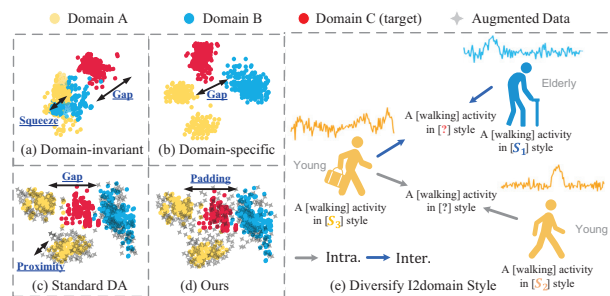 Domain A
Domain B
Domain C (target)
Augmented Data
Squeeze
Gap
(a) Domain-invariant
Gap
(b) Domain-specific
Gap
Proximity
(c) Standard DA
Padding
(d) Ours
Elderly
A [walking] activity
in [?] style
A [walking] activity
in [S₁] style
Young
A [walking] activity
in [S₃] style
A [walking] activity
in [?] style
Young
A [walking] activity
in [S₂] style
Intra.
Inter.
(e) Diversify I2domain Style